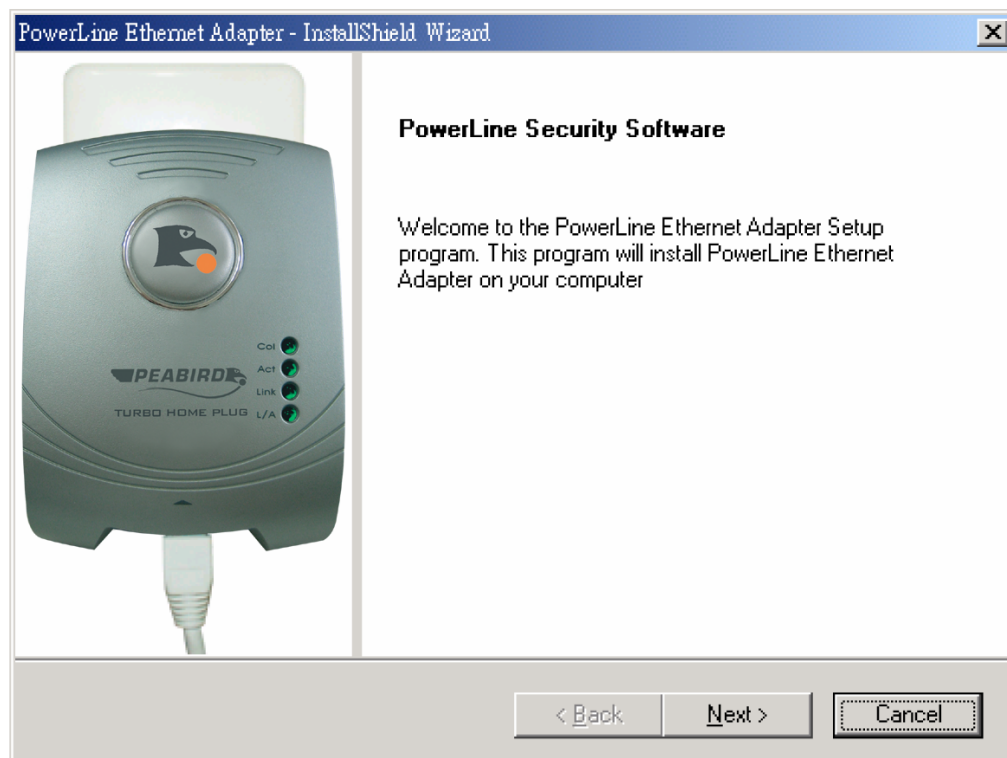 PowerLine Ethernet Adapter - InstallShield Wizard
PowerLine Security Software
Welcome to the PowerLine Ethernet Adapter Setup
program. This program will install PowerLine Ethernet
Adapter on your computer
Col
Act
PEABIRD
Link
TURBO HOME PLUG
L/A
< Back
Next >
Cancel